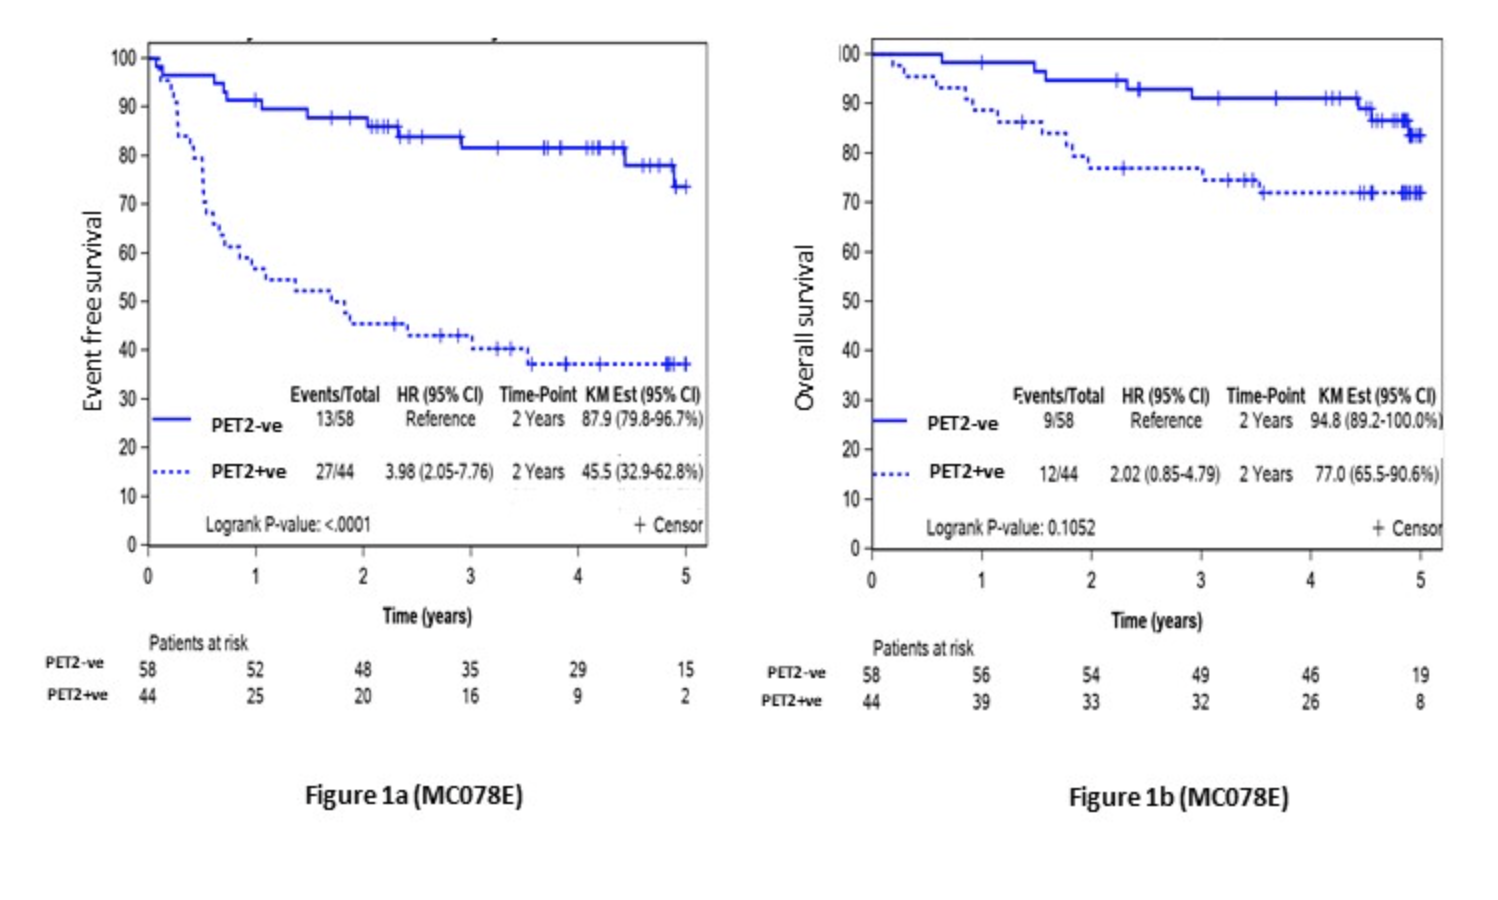 100
90
80
70
60
50
40
30
20
10
0
Event free survival
Events/Total HR (95% CI) Time-Point KM Est (95% CI)
PET2-ve 13/58 Reference 2 Years 87.9 (79.8-96.7%)
PET2+ve 27/44 3.98 (2.05-7.76) 2 Years 45.5 (32.9-62.8%)
Logrank P-value: <.0001 + Censor
0 1 2 3 4 5
Time (years)
Patients at risk
PET2-ve 58 52 48 35 29 15
PET2+ve 44 25 20 16 9 2
Figure 1a (MC078E)
100
90
80
70
60
50
40
30
20
10
0
Overall survival
Events/Total HR (95% CI) Time-Point KM Est (95% CI)
PET2-ve 9/58 Reference 2 Years 94.8 (89.2-100.0%)
PET2+ve 12/44 2.02 (0.85-4.79) 2 Years 77.0 (65.5-90.6%)
Logrank P-value: 0.1052 + Censor
0 1 2 3 4 5
Time (years)
Patients at risk
PET2-ve 58 56 54 49 46 19
PET2+ve 44 39 33 32 26 8
Figure 1b (MC078E)